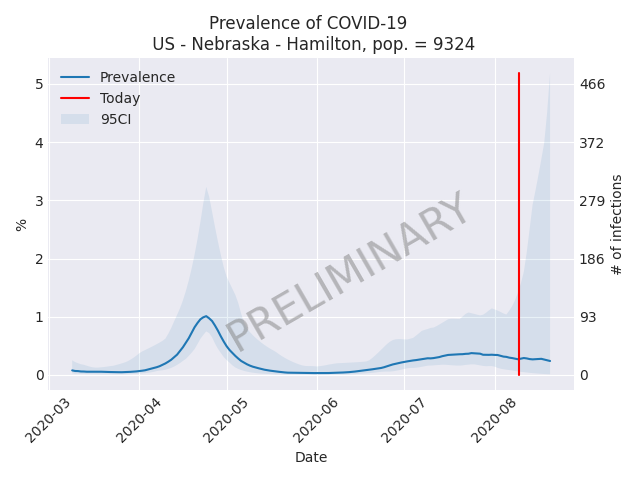 Prevalence of COVID-19
US - Nebraska - Hamilton, pop. = 9324
Prevalence
Today
95CI
PRELIMINARY
%
5
4
3
2
1
0
# of infections
466
372
279
186
93
0
2020-03
2020-04
2020-05
2020-06
2020-07
2020-08
Date